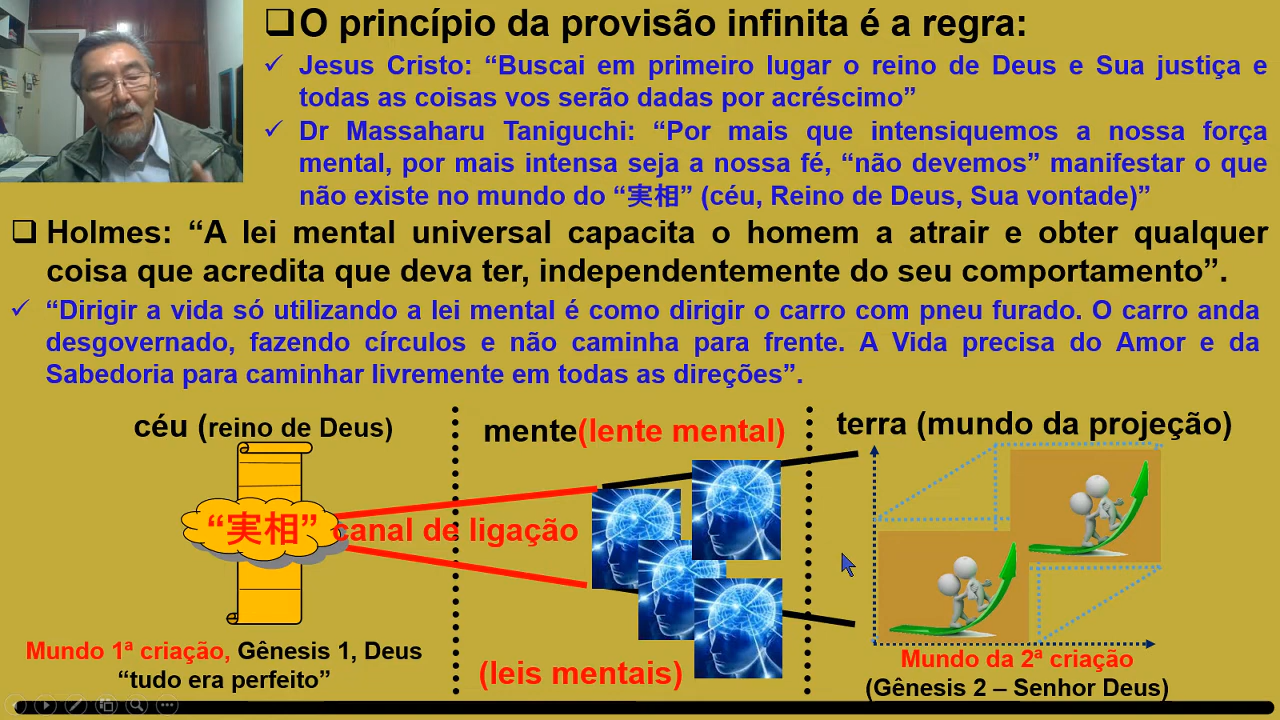 O princípio da provisão infinita é a regra:
Jesus Cristo: “Buscai em primeiro lugar o reino de Deus e Sua justiça e
todas as coisas vos serão dadas por acréscimo”
Dr Massaharu Taniguchi: “Por mais que intensiquemos a nossa força
mental, por mais intensa seja a nossa fé, “não devemos” manifestar o que
não existe no mundo do “実相” (céu, Reino de Deus, Sua vontade)”
Holmes: “A lei mental universal capacita o homem a atrair e obter qualquer
coisa que acredita que deva ter, independentemente do seu comportamento”.
“Dirigir a vida só utilizando a lei mental é como dirigir o carro com pneu furado. O carro anda
desgovernado, fazendo círculos e não caminha para frente. A Vida precisa do Amor e da
Sabedoria para caminhar livremente em todas as direções”.
céu (reino de Deus)
mente(lente mental)
terra (mundo da projeção)
“実相”
canal de ligação
Mundo 1ª criação, Gênesis 1, Deus
“tudo era perfeito”
(leis mentais)
Mundo da 2ª criação
(Gênesis 2 – Senhor Deus)